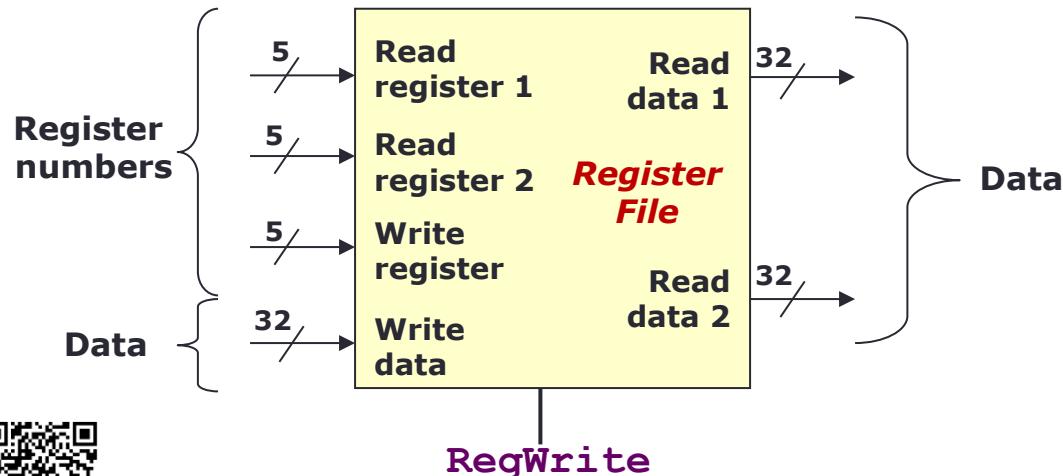 Register
numbers
Data
5
Read
register 1
5
Read
register 2
5
Write
register
32
Write
data
Register
File
Read
data 1
32
Read
data 2
32
Data
RegWrite